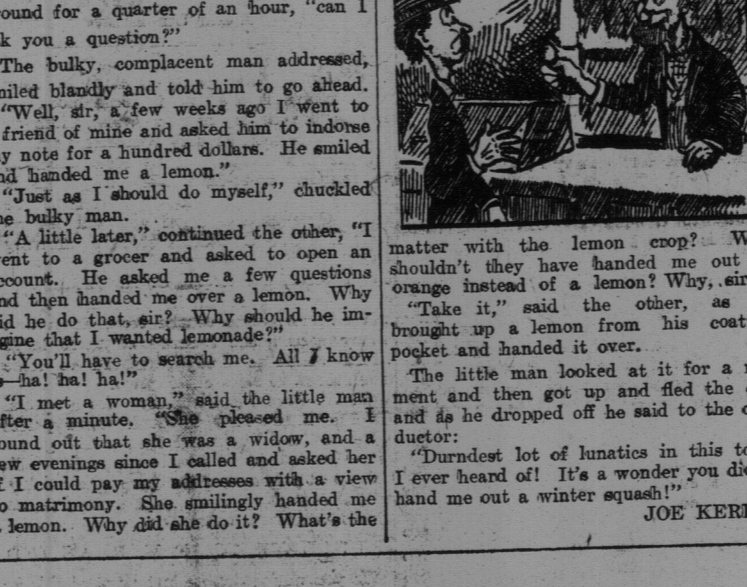 ound for a quarter of an hour, "can I
k you a question?"
The bulky, complacent man addressed,
niled blandly and told him to go ahead.
"Well, sir, a few weeks ago I went to
friend of mine and asked him to indorse
y note for a hundred dollars. He smiled
nd handed me a lemon."
"Just as I should do myself," chuckled
e bulky man.
"A little later," continued the other, "I
ent to a grocer and asked to open an
ccount. He asked me a few questions
nd then handed me over a lemon. Why
id he do that, sir? Why should he im-
gine that I wanted lemonade?"
"You'll have to search me. All I know
s—ha! ha! ha!"
"I met a woman," said the little man
fter a minute. "She pleased me. I
ound out that she was a widow, and a
ew evenings since I called and asked her
f I could pay my addresses with a view
o matrimony. She smilingly handed me
lemon. Why did she do it? What's the
matter with the lemon crop? W
shouldn't they have handed me out
orange instead of a lemon? Why, sir
"Take it," said the other, as
brought up a lemon from his coat
pocket and handed it over.
The little man looked at it for a m
ment and then got up and fled the
and as he dropped off he said to the c
ductor:
"Durndest lot of lunatics in this to
I ever heard of! It's a wonder you did
hand me out a winter squash!"
JOE KERR